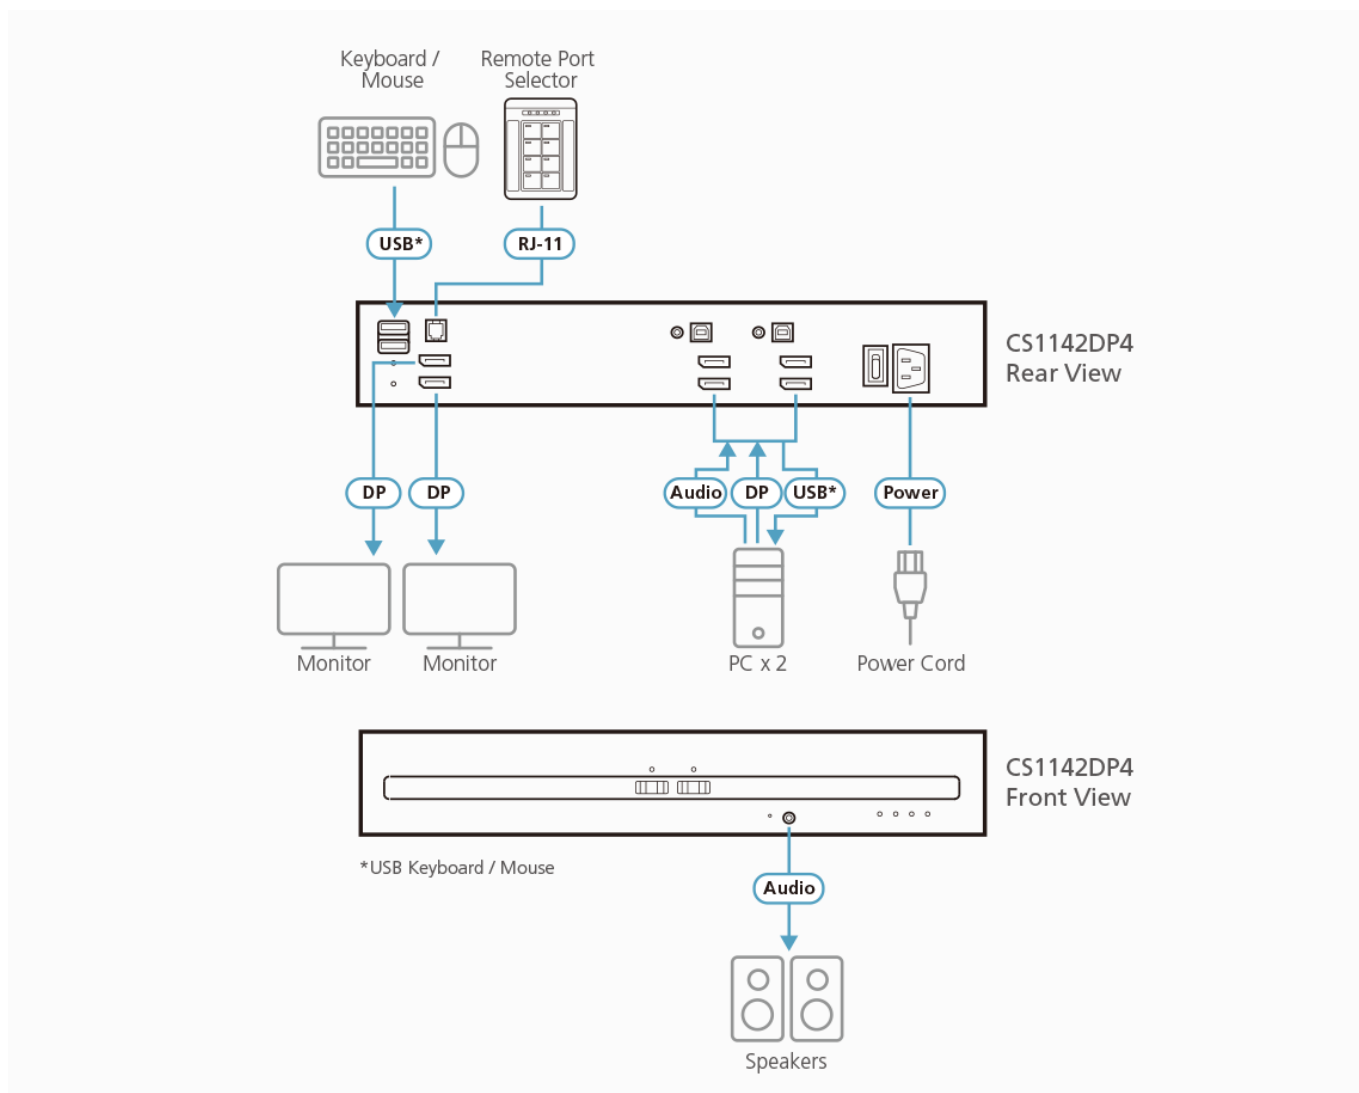 Keyboard /
Mouse
Remote Port
Selector
USB*
RJ-11
CS1142DP4
Rear View
DP
DP
Audio
DP
USB*
Power
Monitor
Monitor
PC x 2
Power Cord
CS1142DP4
Front View
*USB Keyboard / Mouse
Audio
Speakers